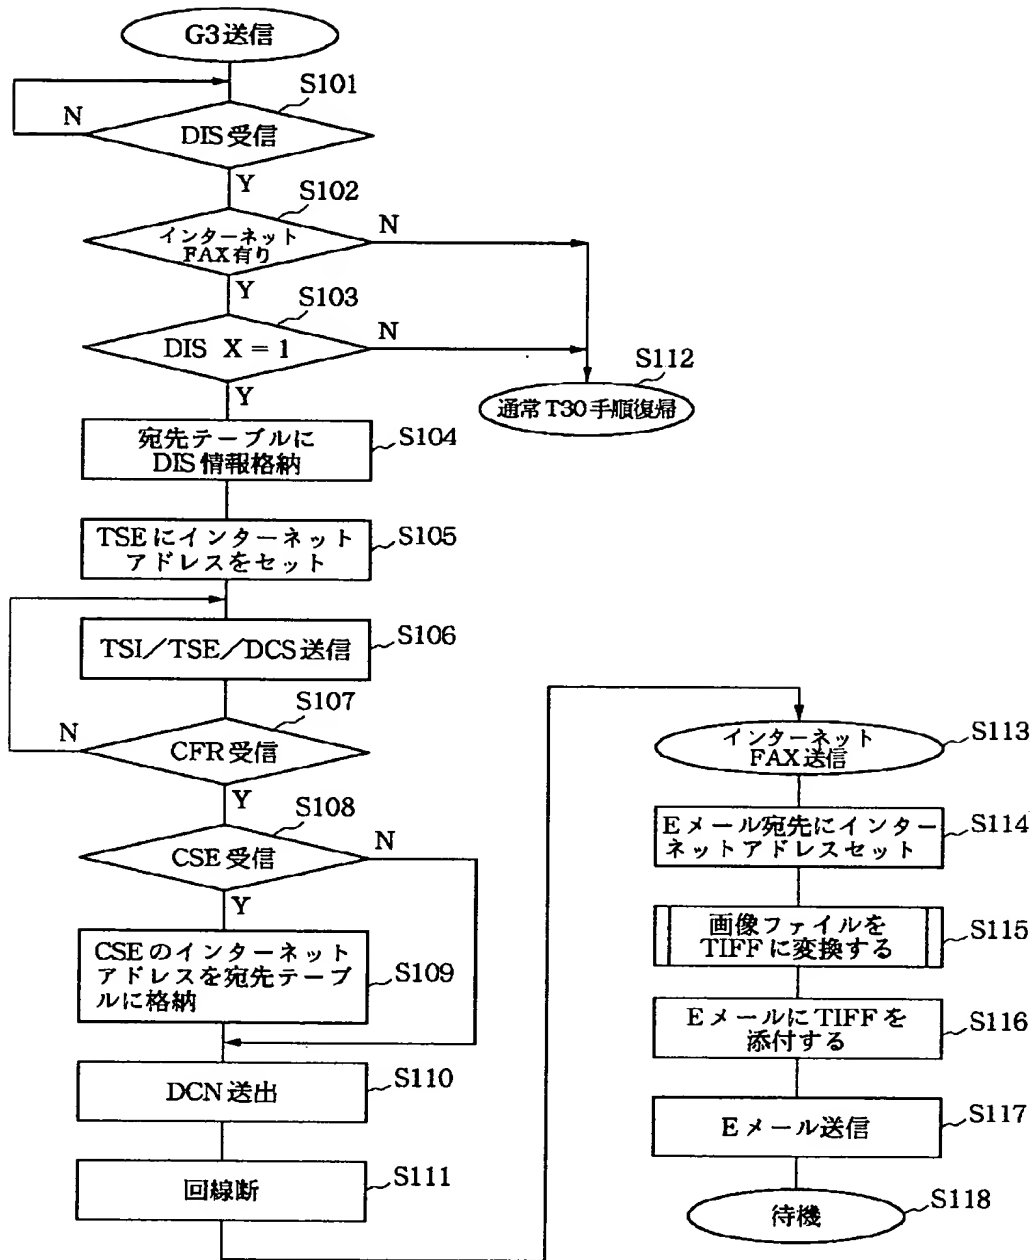 G3送信
S101
N
DIS受信
Y
S102
インターネット
FAX有り
N
Y
S103
DIS X=1
N
Y
S112
通常T30手順復帰
宛先テーブルに
DIS情報格納
S104
TSEにインターネット
アドレスをセット
S105
TSI/TSE/DCS送信
S106
S107
N
CFR受信
Y
S108
CSE受信
N
Y
CSEのインターネット
アドレスを宛先テーブ
ルに格納
S109
DCN送出
S110
回線断
S111
インターネット
FAX送信
S113
Eメール宛先にインター
ネットアドレスセット
S114
画像ファイルを
TIFFに変換する
S115
EメールにTIFFを
添付する
S116
Eメール送信
S117
待機
S118